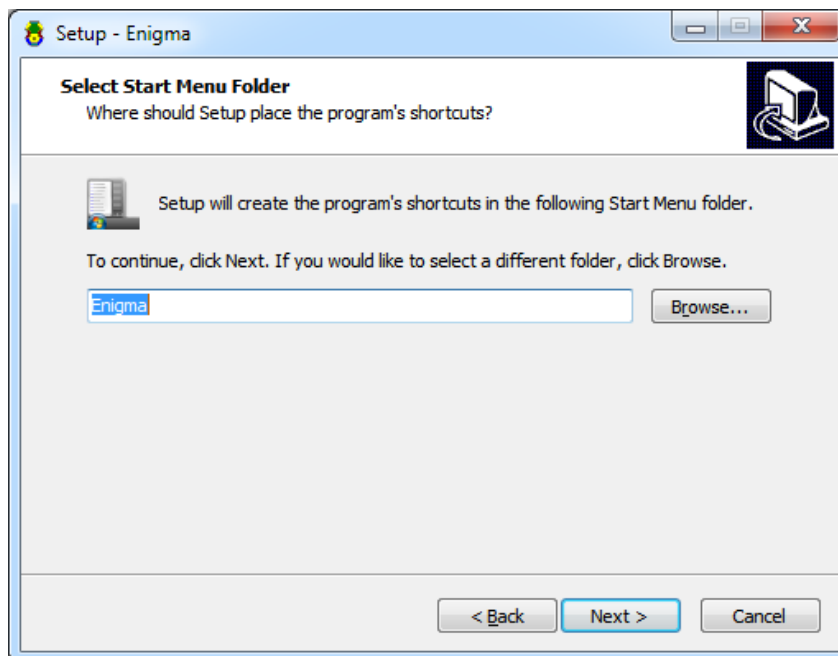 Setup - Enigma
Select Start Menu Folder
Where should Setup place the program's shortcuts?
Setup will create the program's shortcuts in the following Start Menu folder.
To continue, click Next. If you would like to select a different folder, click Browse.
Enigma
Browse...
< Back
Next >
Cancel